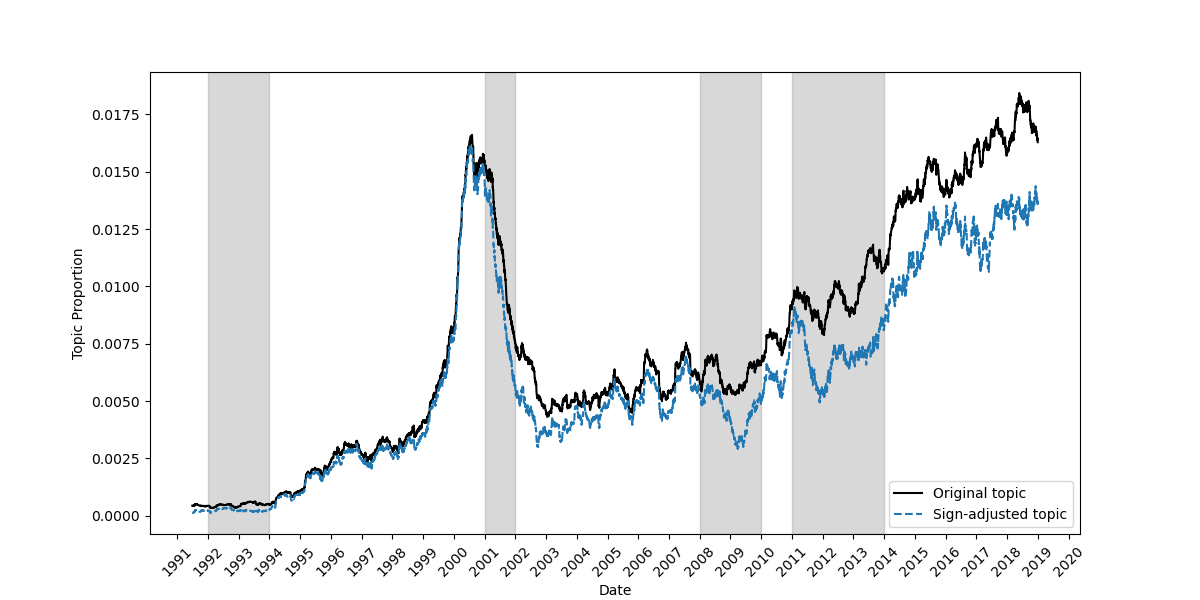 0.0175
0.0150
0.0125
0.0100
0.0075
0.0050
0.0025
0.0000
Topic Proportion
Original topic
Sign-adjusted topic
1991 1992 1993 1994 1995 1996 1997 1998 1999 2000 2001 2002 2003 2004 2005 2006 2007 2008 2009 2010 2011 2012 2013 2014 2015 2016 2017 2018 2019 2020
Date